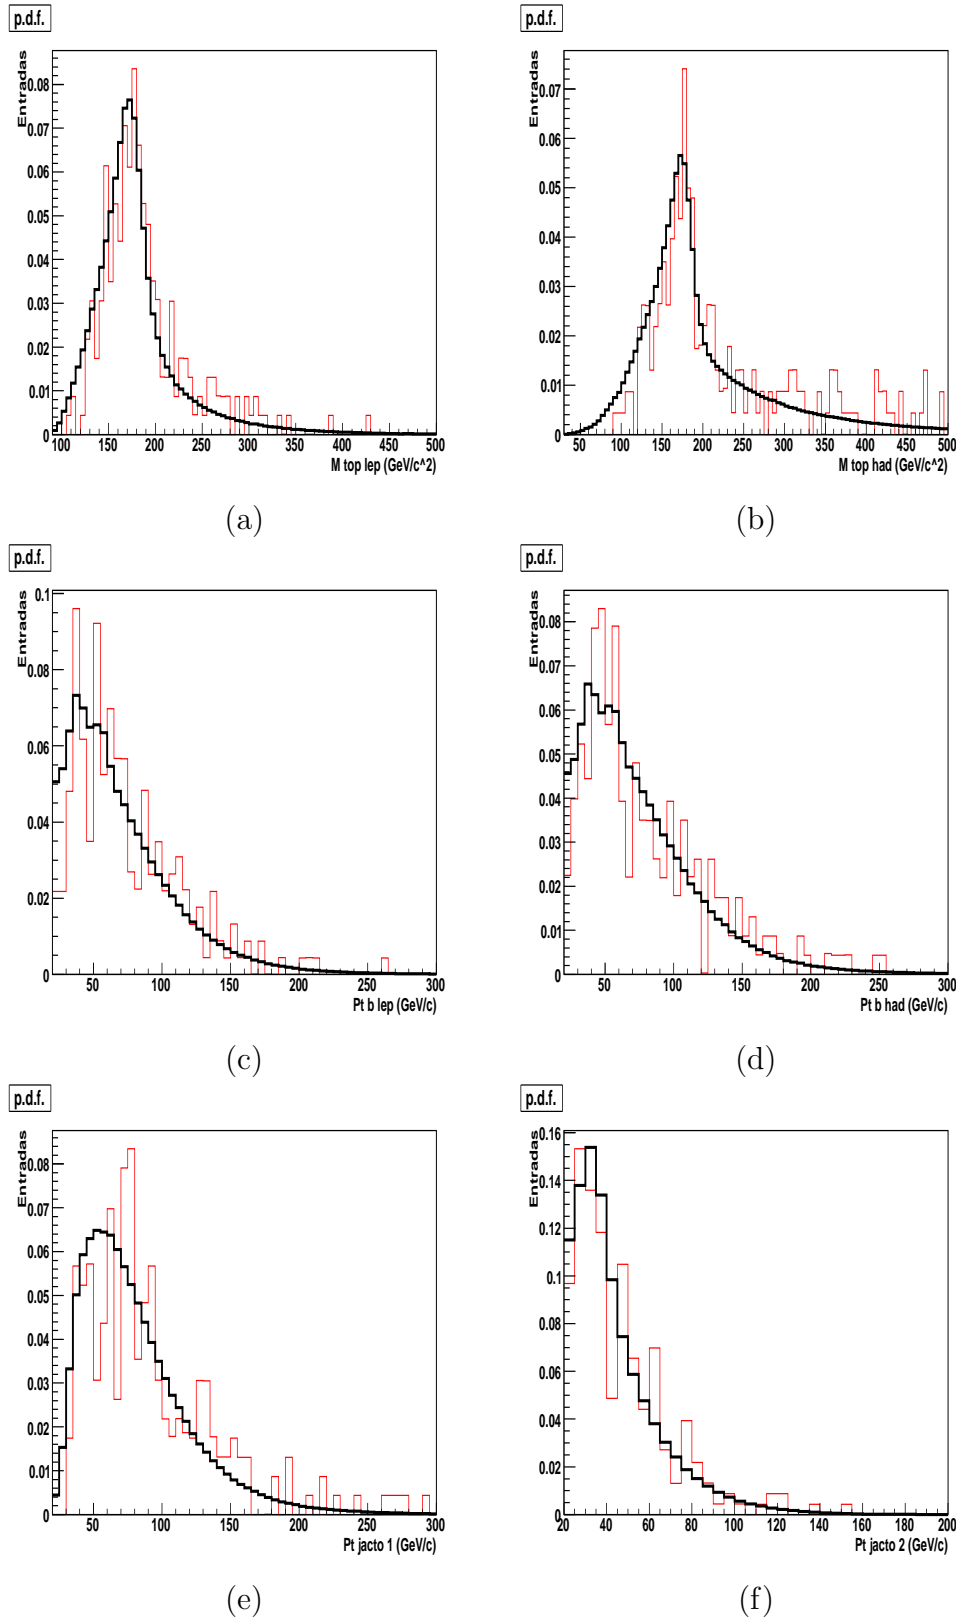 p.d.f.
Entradas
0.08
0.07
0.06
0.05
0.04
0.03
0.02
0.01
0
100 150 200 250 300 350 400 450 500
M top lep (GeV/c^2)
(a)
p.d.f.
Entradas
0.07
0.06
0.05
0.04
0.03
0.02
0.01
0
50 100 150 200 250 300 350 400 450 500
M top had (GeV/c^2)
(b)
p.d.f.
Entradas
0.1
0.08
0.06
0.04
0.02
0
50 100 150 200 250 300
Pt b lep (GeV/c)
(c)
p.d.f.
Entradas
0.08
0.07
0.06
0.05
0.04
0.03
0.02
0.01
0
50 100 150 200 250 300
Pt b had (GeV/c)
(d)
p.d.f.
Entradas
0.08
0.07
0.06
0.05
0.04
0.03
0.02
0.01
0
50 100 150 200 250 300
Pt jacto 1 (GeV/c)
(e)
p.d.f.
Entradas
0.16
0.14
0.12
0.1
0.08
0.06
0.04
0.02
0
20 40 60 80 100 120 140 160 180 200
Pt jacto 2 (GeV/c)
(f)